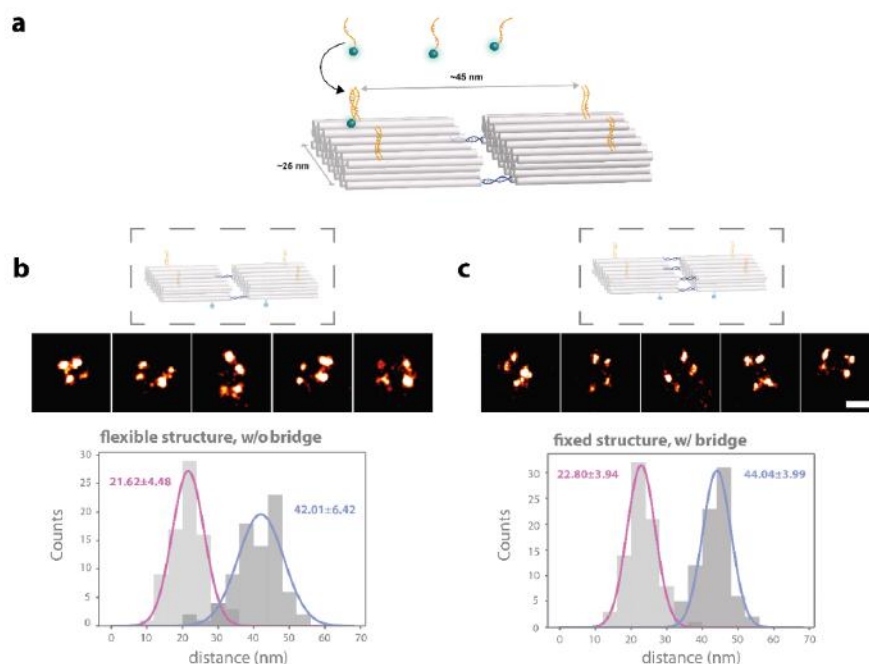 a
~45 nm
~26 nm
b
c
flexible structure, w/o bridge
fixed structure, w/ bridge
30
25
20
15
10
5
0
Counts
21.62±4.48
42.01±6.42
0 10 20 30 40 50 60 70
distance (nm)
30
25
20
15
10
5
0
Counts
22.80±3.94
44.04±3.99
0 10 20 30 40 50 60 70
distance (nm)